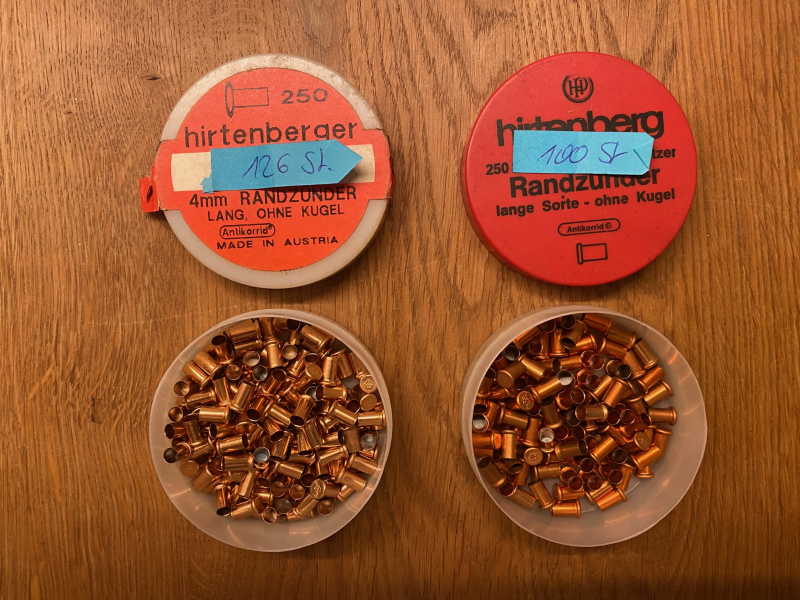 250
hirtenberger
126 St.
4mm RANDZÜNDER
LANG, OHNE KUGEL
Antikorrid®
MADE IN AUSTRIA
HP
hirtenberg
250
100 St
Randzünder
lange Sorte - ohne Kugel
Antikorrid ®